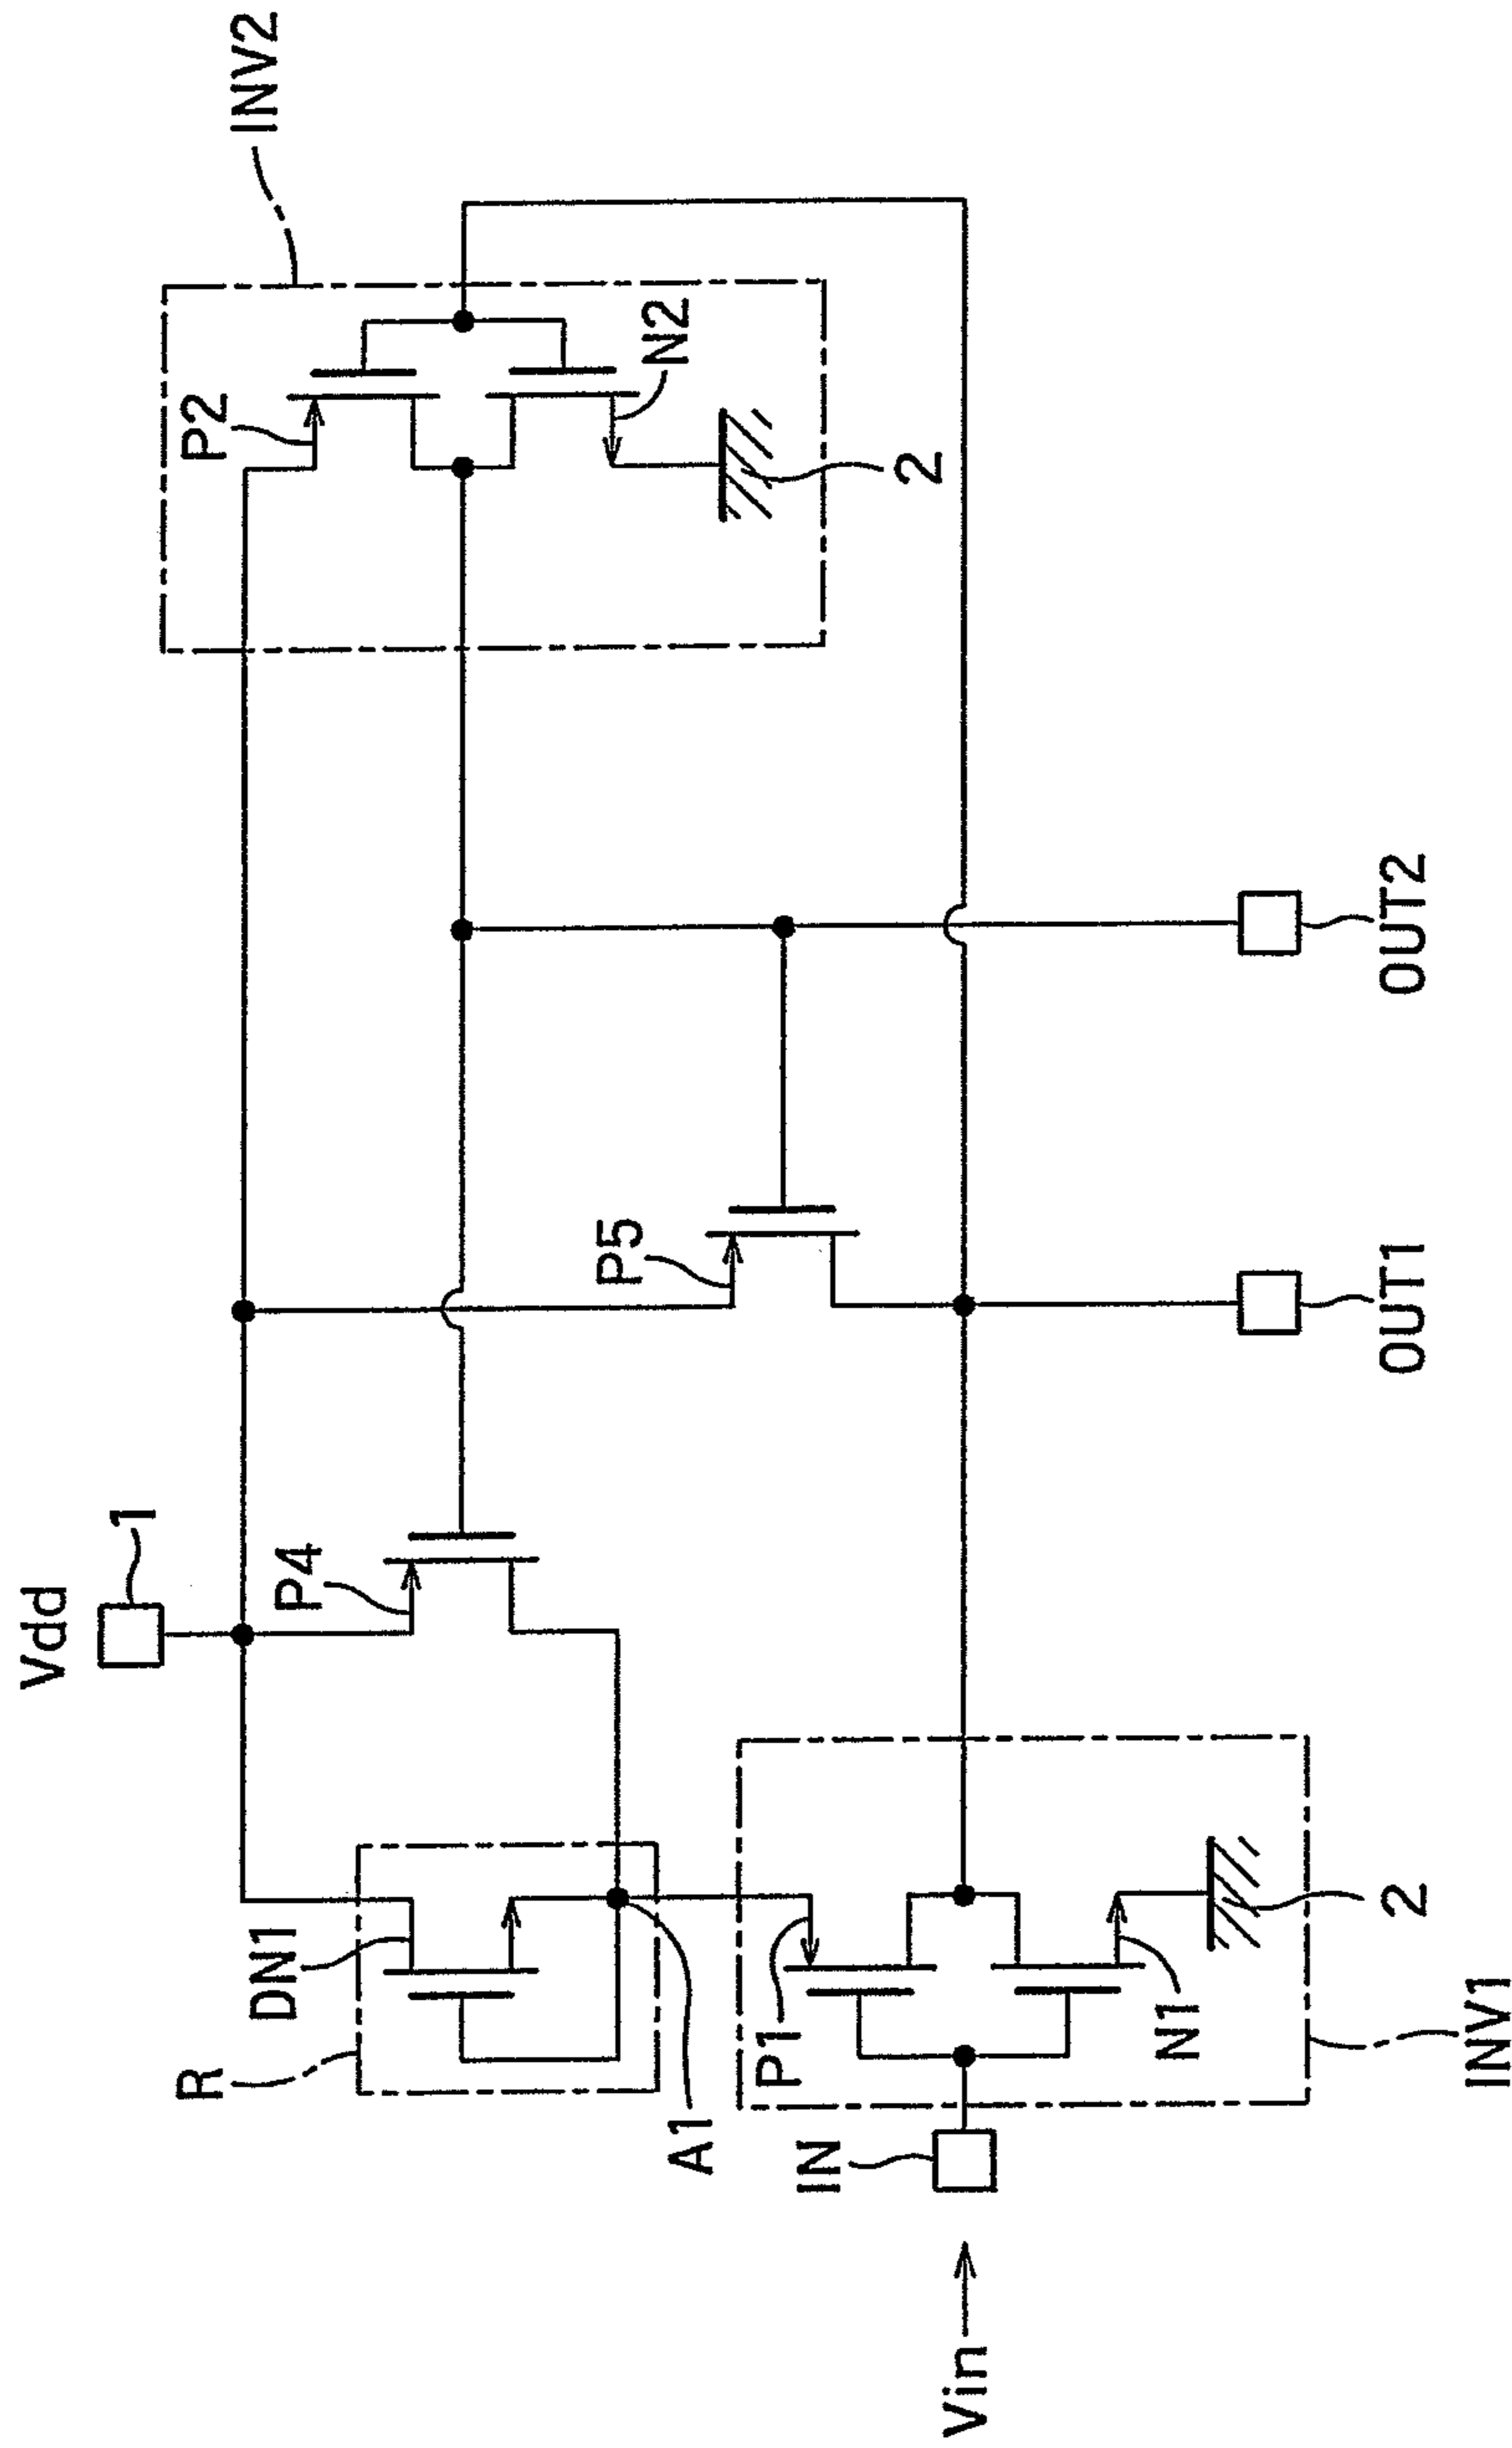 Vdd
1
P4
P5
P2
INV2
N2
2
R
DN1
A1
P1
IN
Vin
N1
2
INV1
OUT1
OUT2